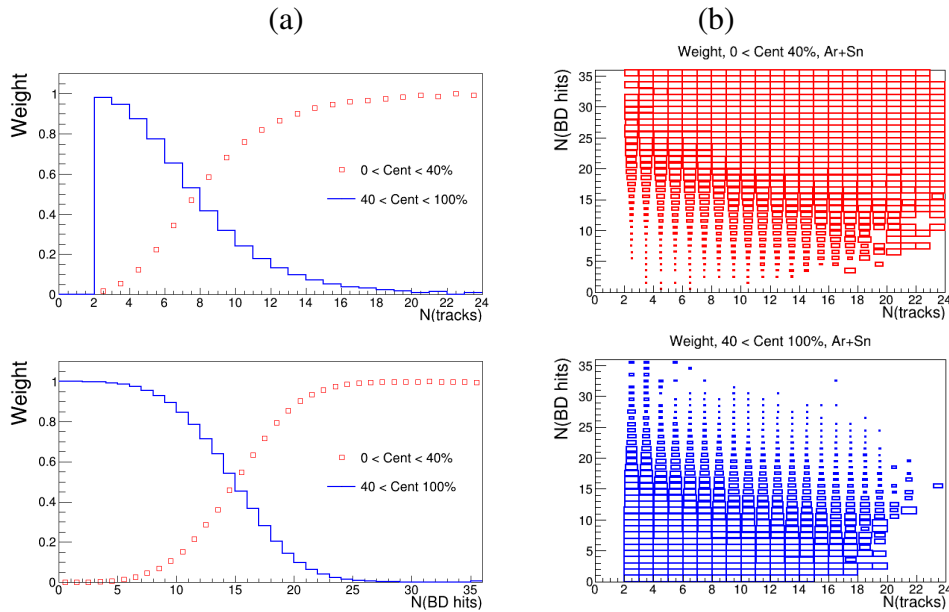 (a)
(b)
Weight
1
0.8
0.6
0.4
0.2
0
0 < Cent < 40%
40 < Cent < 100%
0 2 4 6 8 10 12 14 16 18 20 22 24
N(tracks)
Weight, 0 < Cent 40%, Ar+Sn
N(BD hits)
35
30
25
20
15
10
5
0
0 2 4 6 8 10 12 14 16 18 20 22 24
N(tracks)
Weight
1
0.8
0.6
0.4
0.2
0
0 < Cent < 40%
40 < Cent 100%
0 5 10 15 20 25 30 35
N(BD hits)
Weight, 40 < Cent 100%, Ar+Sn
N(BD hits)
35
30
25
20
15
10
5
0
0 2 4 6 8 10 12 14 16 18 20 22 24
N(tracks)